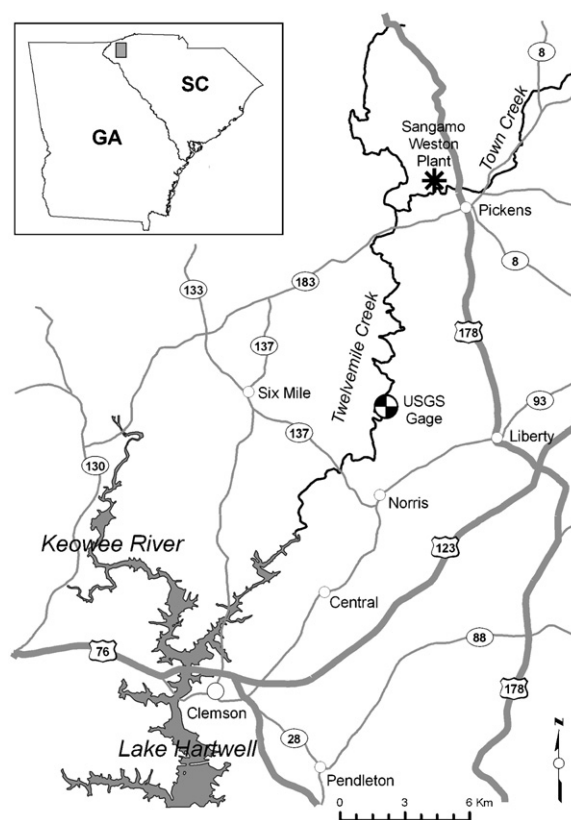 SC
GA
8
Sangamo
Weston
Plant
Town Creek
Pickens
8
133
183
178
137
Twelvemile Creek
Six Mile
USGS
Gage
93
137
Liberty
130
Norris
Keowee River
123
Central
76
88
Clemson
178
Lake Hartwell
28
Pendleton
N
0 3 6 Km